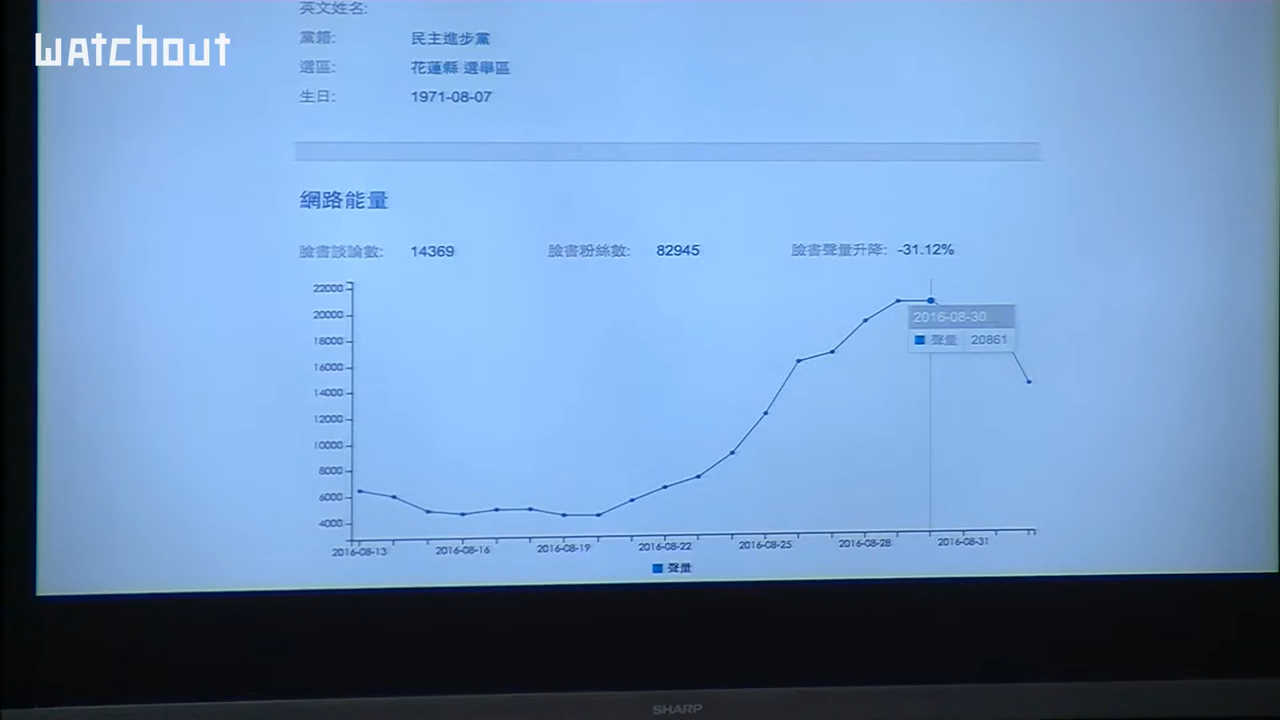 watchout
英文姓名:
黨籍: 民主進步黨
選區: 花蓮縣 選舉區
生日: 1971-08-07
網路能量
臉書談論數: 14369 臉書粉絲數: 82945 臉書聲量升降: -31.12%
22000
20000
18000
16000
14000
12000
10000
8000
6000
4000
2016-08-30
聲量 20861
2016-08-13 2016-08-16 2016-08-19 2016-08-22 2016-08-25 2016-08-28 2016-08-31
聲量
SHARP